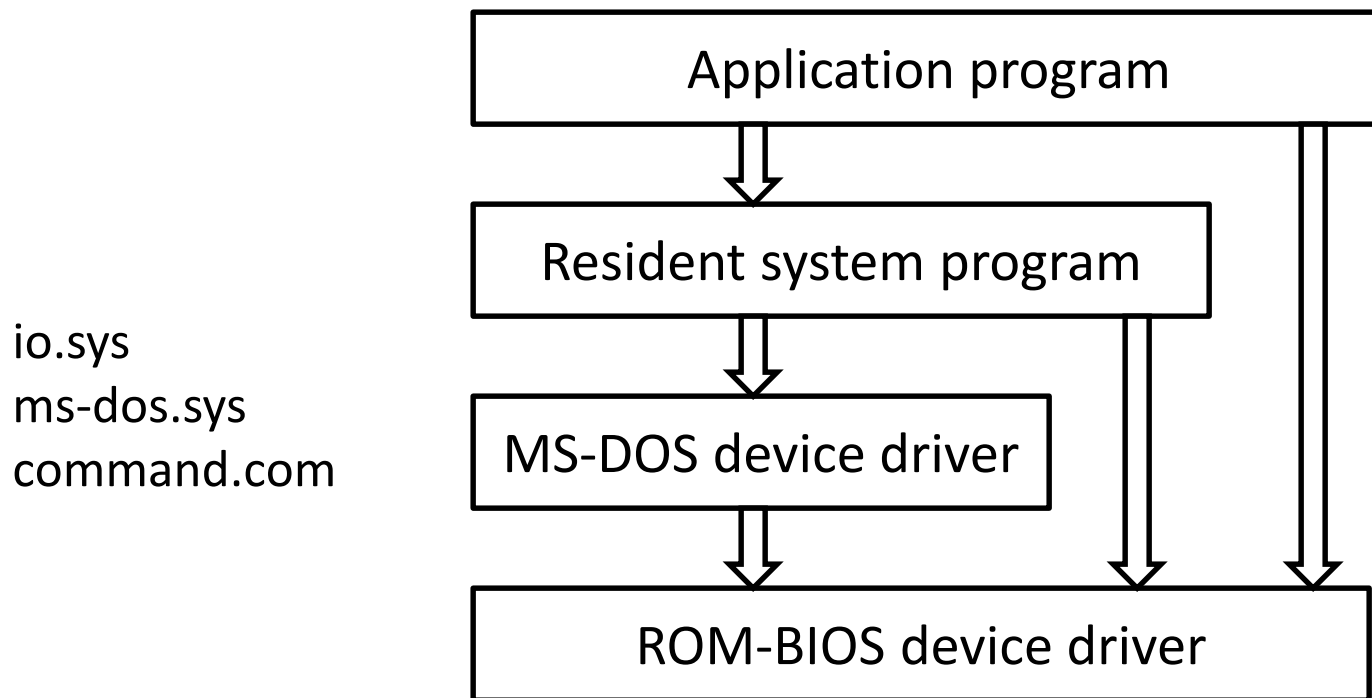 Application program
Resident system program
io.sys
ms-dos.sys
command.com
MS-DOS device driver
ROM-BIOS device driver